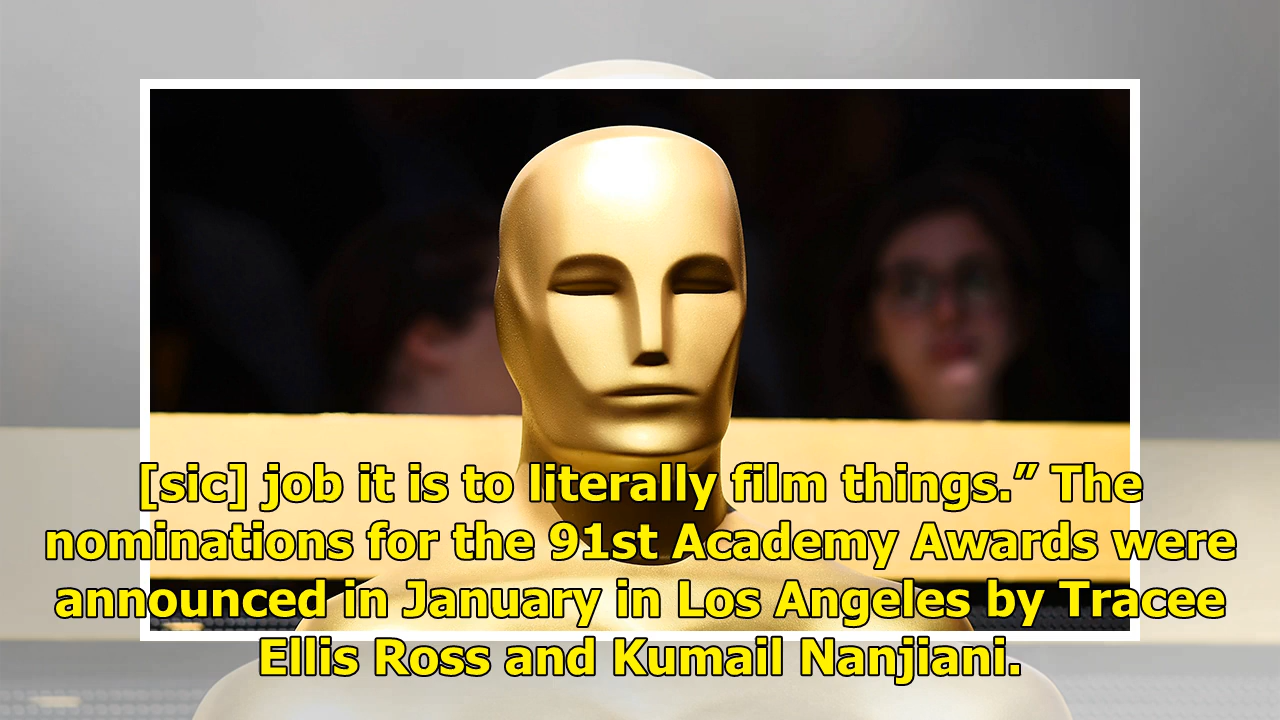 [sic] job it is to literally film things.” The
nominations for the 91st Academy Awards were
announced in January in Los Angeles by Tracee
Ellis Ross and Kumail Nanjiani.